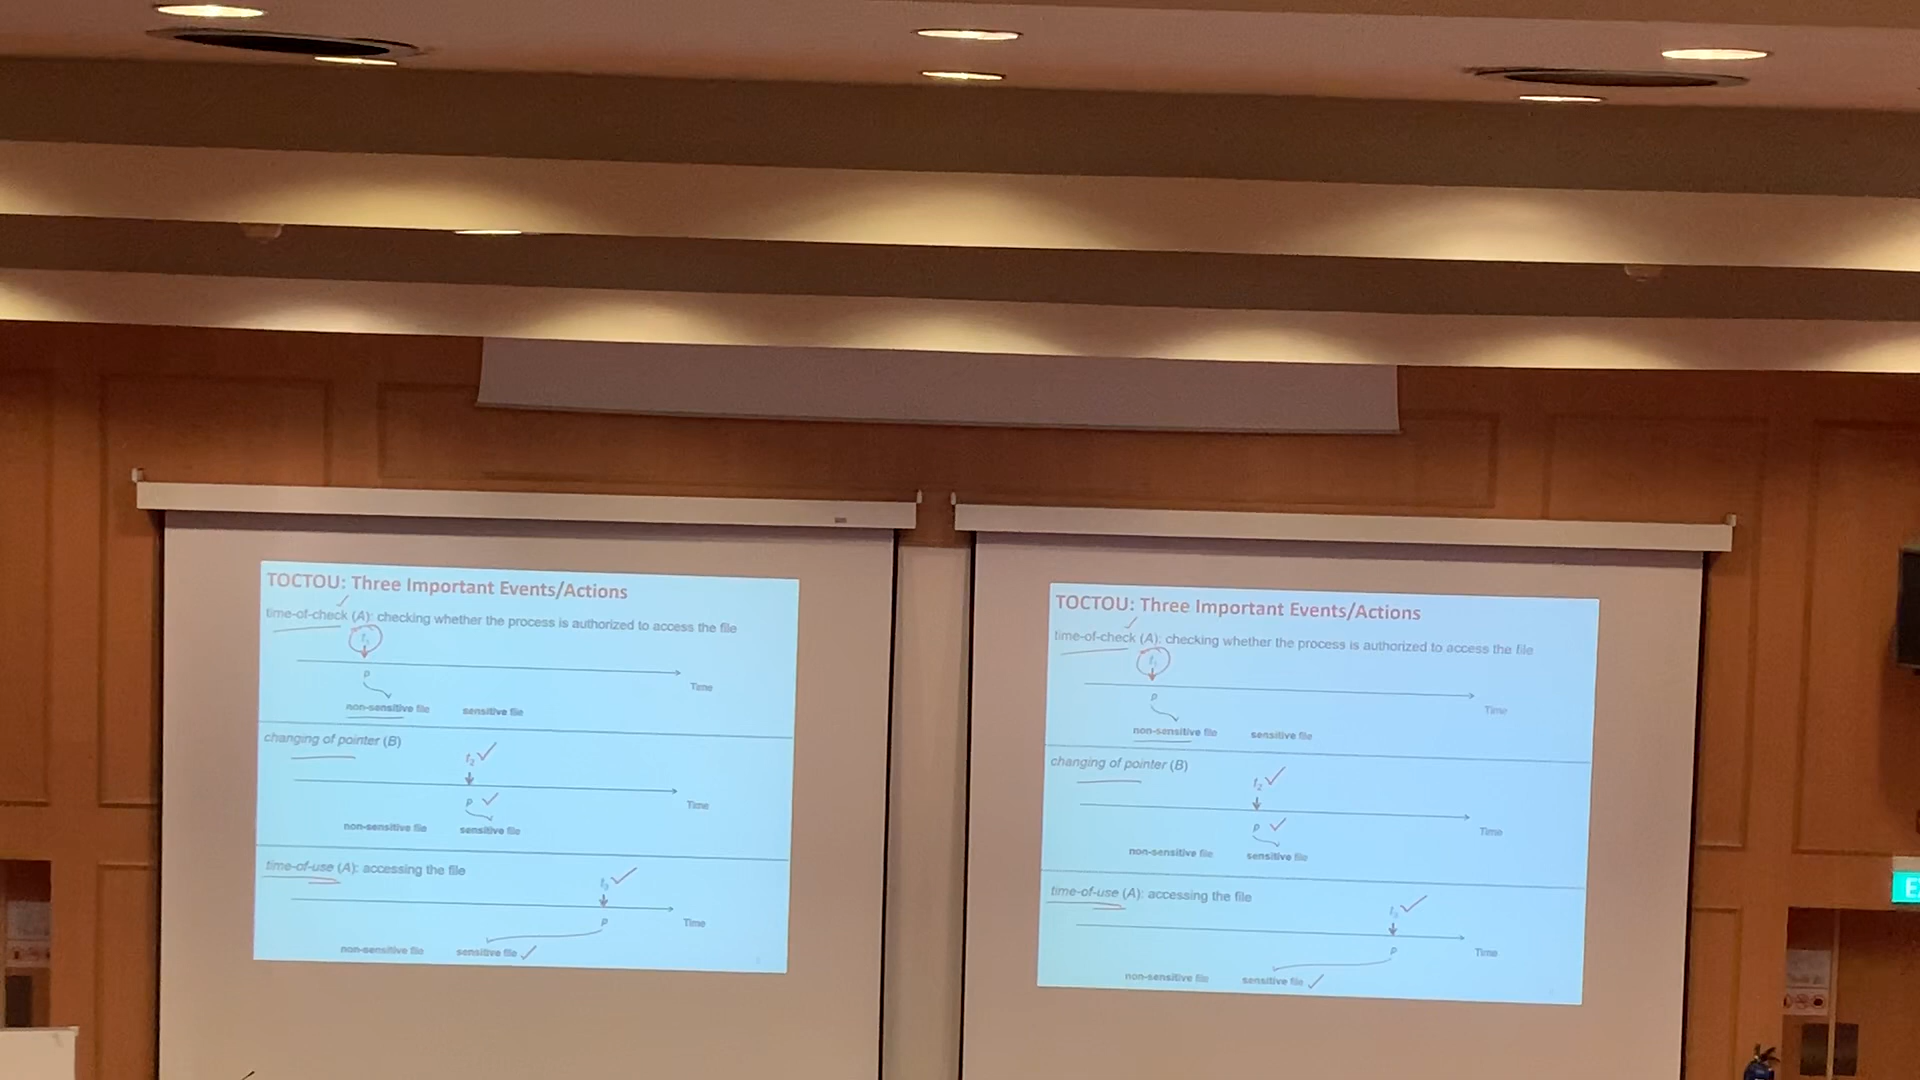 TOCTOU: Three Important Events/Actions
time-of-check (A): checking whether the process is authorized to access the file
t₁
Time
p
non-sensitive file sensitive file
changing of pointer (B)
t₂
Time
p
non-sensitive file sensitive file
time-of-use (A): accessing the file
t₃
Time
p
non-sensitive file sensitive file
TOCTOU: Three Important Events/Actions
time-of-check (A): checking whether the process is authorized to access the file
t₁
Time
p
non-sensitive file sensitive file
changing of pointer (B)
t₂
Time
p
non-sensitive file sensitive file
time-of-use (A): accessing the file
t₃
Time
p
non-sensitive file sensitive file
E